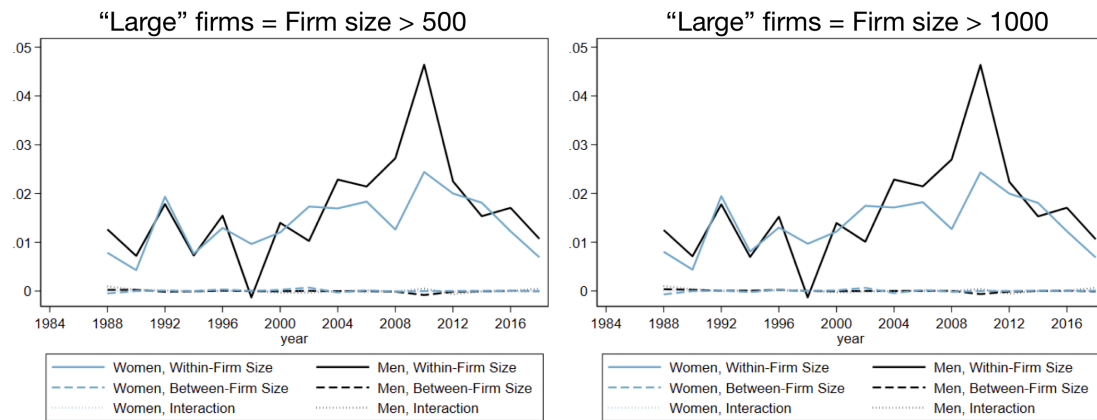 “Large” firms = Firm size > 500
.05
.04
.03
.02
.01
0
1984 1988 1992 1996 2000 2004 2008 2012 2016
year
Women, Within-Firm Size Men, Within-Firm Size
Women, Between-Firm Size Men, Between-Firm Size
Women, Interaction Men, Interaction
“Large” firms = Firm size > 1000
.05
.04
.03
.02
.01
0
1984 1988 1992 1996 2000 2004 2008 2012 2016
year
Women, Within-Firm Size Men, Within-Firm Size
Women, Between-Firm Size Men, Between-Firm Size
Women, Interaction Men, Interaction